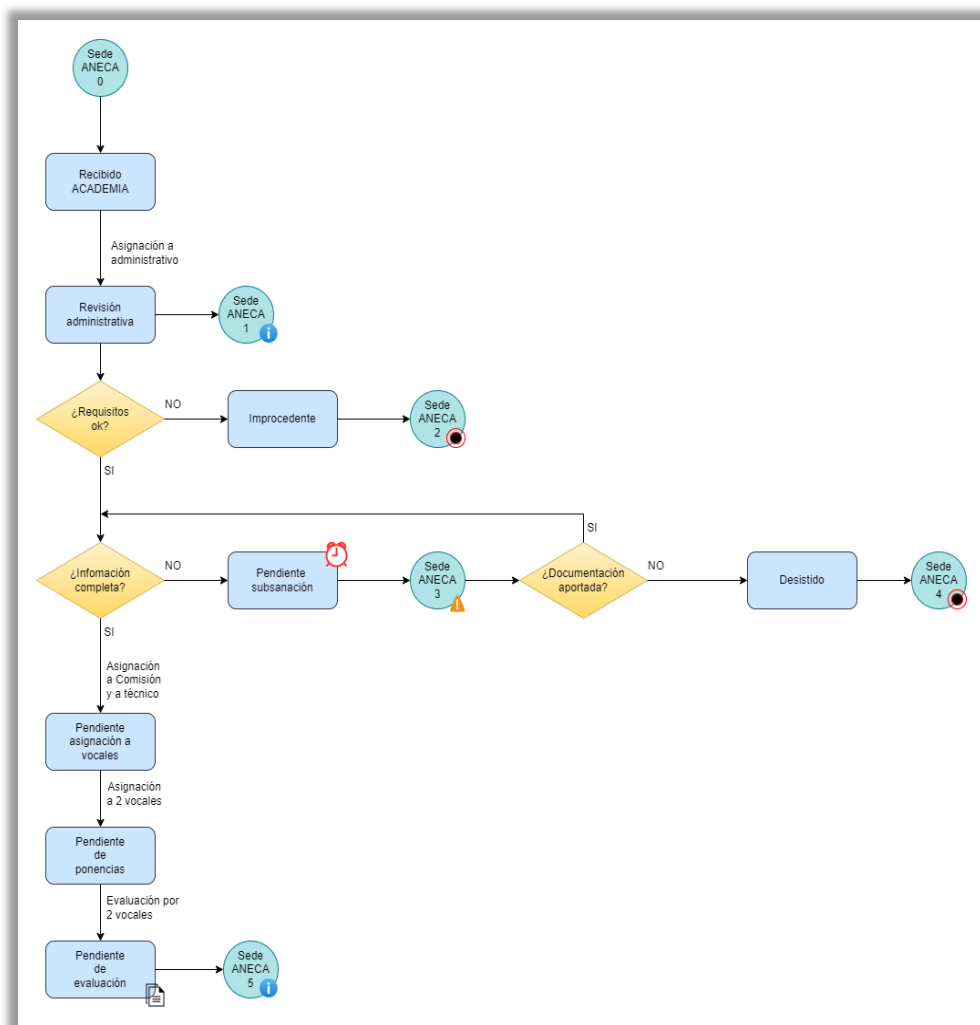 Sede
ANECA
0
Recibido
ACADEMIA
Asignación a
administrativo
Revisión
administrativa
Sede
ANECA
1
i
¿Requisitos
ok?
NO
Improcedente
Sede
ANECA
2
SI
SI
¿Infomación
completa?
NO
Pendiente
subsanación
Sede
ANECA
3
¿Documentación
aportada?
NO
Desistido
Sede
ANECA
4
SI
Asignación
a Comisión
y a técnico
Pendiente
asignación a
vocales
Asignación
a 2 vocales
Pendiente
de
ponencias
Evaluación por
2 vocales
Pendiente
de
evaluación
Sede
ANECA
5
i